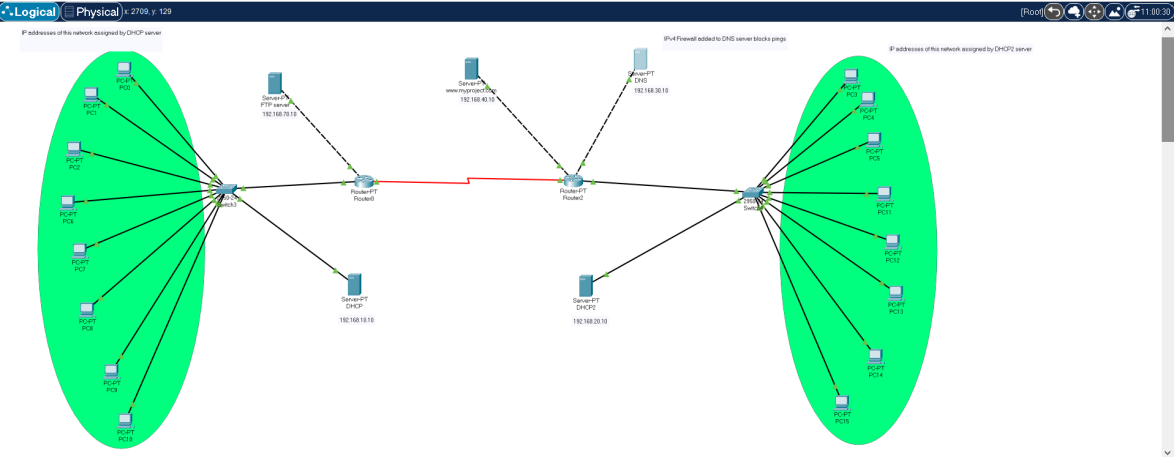 Logical
Physical
x: 2709, y: 129
[Root]
11:00:30
IP addresses of this network assigned by DHCP server
IPv4 Firewall added to DNS server blocks pings
IP addresses of this network assigned by DHCP2 server
PC-PT
PC0
PC-PT
PC1
PC-PT
PC2
PC-PT
PC6
PC-PT
PC7
PC-PT
PC8
PC-PT
PC9
PC-PT
PC10
Server-PT
FTP server
192.168.70.10
Server-PT
www.myproject.com
192.168.40.10
Server-PT
DNS
192.168.30.10
Router-PT
Router0
Router-PT
Router2
Server-PT
DHCP
192.168.10.10
Server-PT
DHCP2
192.168.20.10
PC-PT
PC3
PC-PT
PC4
PC-PT
PC5
PC-PT
PC11
PC-PT
PC12
PC-PT
PC13
PC-PT
PC14
PC-PT
PC15